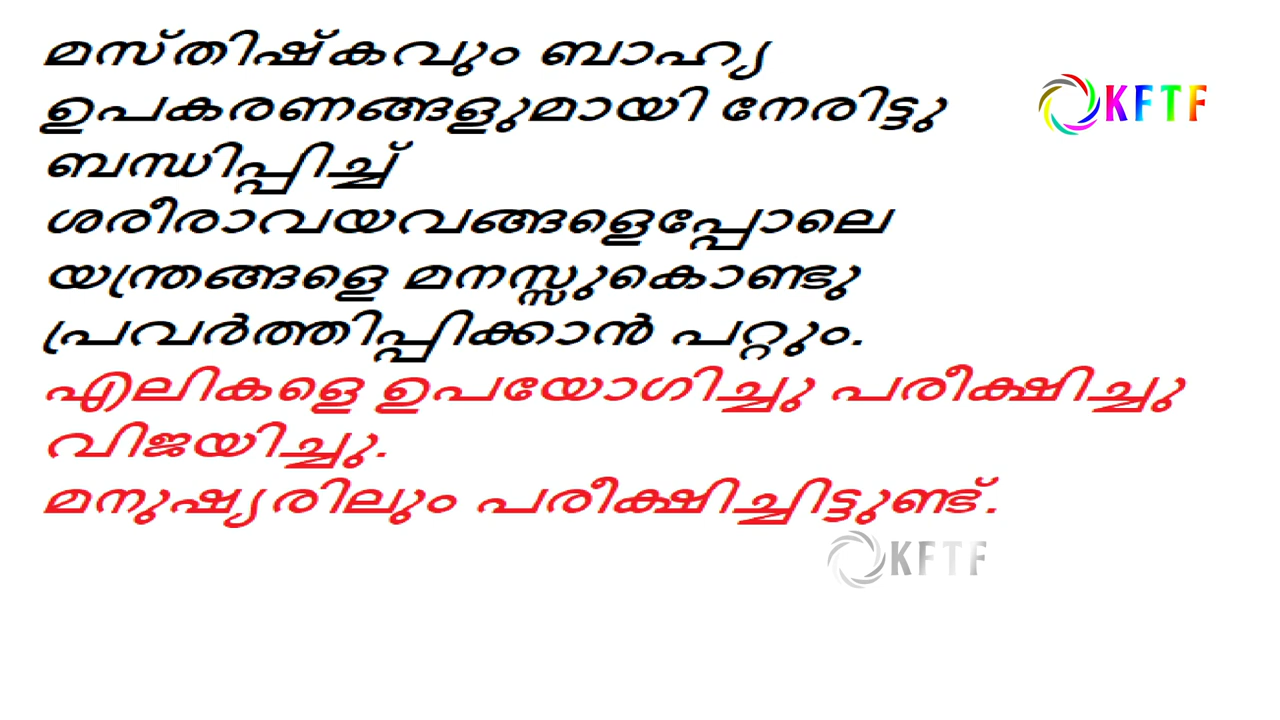 മസ്തിഷ്കവും ബാഹ്യ
ഉപകരണങ്ങളുമായി നേരിട്ടു
ബന്ധിപ്പിച്ച്
ശരീരാവയവങ്ങളെപ്പോലെ
യന്ത്രങ്ങളെ മനസ്സുകൊണ്ടു
പ്രവർത്തിപ്പിക്കാൻ പറ്റും.
എലികളെ ഉപയോഗിച്ചു പരീക്ഷിച്ചു
വിജയിച്ചു.
മനുഷ്യരിലും പരീക്ഷിച്ചിട്ടുണ്ട്.
KFTF
KFTF